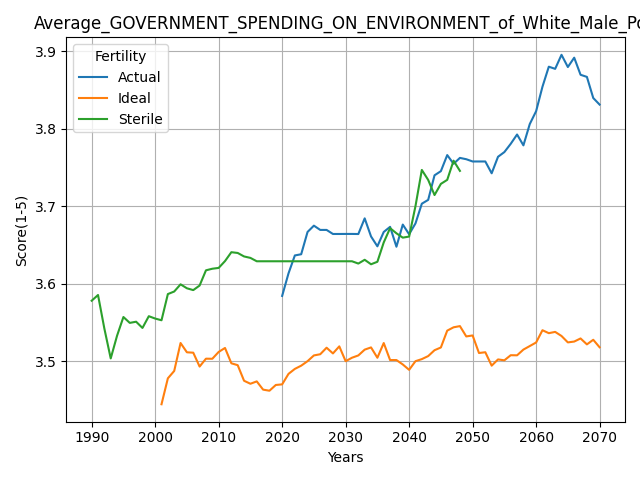 Average_GOVERNMENT_SPENDING_ON_ENVIRONMENT_of_White_Male_Po
Fertility
Actual
Ideal
Sterile
3.9
3.8
3.7
3.6
3.5
Score(1-5)
1990 2000 2010 2020 2030 2040 2050 2060 2070
Years